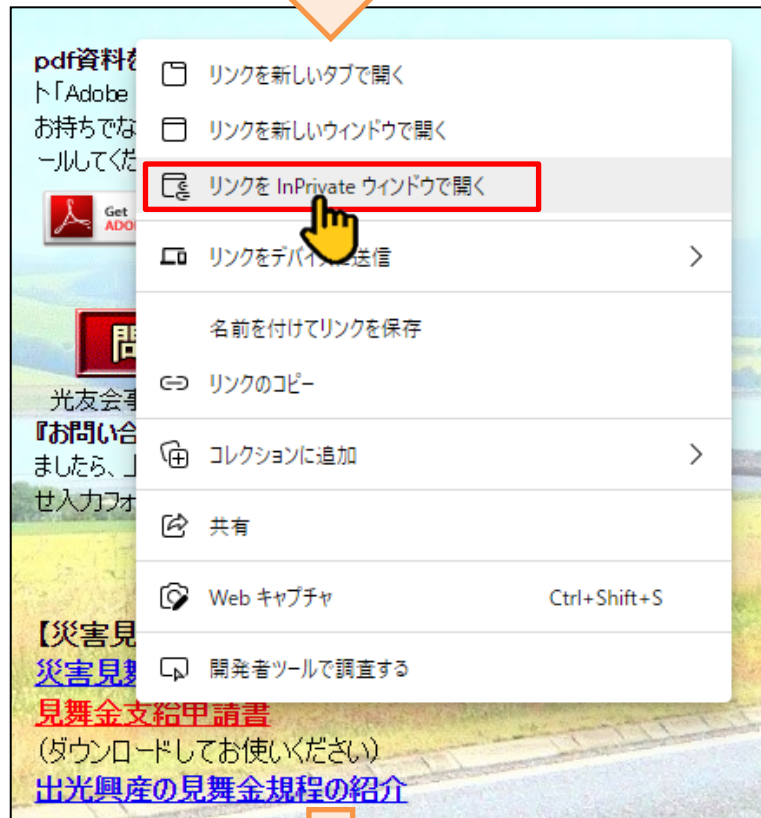 pdf資料を
ト「Adobe
お持ちでな
ールしてくだ
Get
ADO
リンクを新しいタブで開く
リンクを新しいウィンドウで開く
リンクを InPrivate ウィンドウで開く
リンクをデバイスに送信
名前を付けてリンクを保存
リンクのコピー
コレクションに追加
共有
Web キャプチャ Ctrl+Shift+S
開発者ツールで調査する
問
光友会事
『お問い合
ましたら、
せ入力フォ
【災害見
災害見舞
見舞金支給申請書
(ダウンロードしてお使いください)
出光興産の見舞金規程の紹介